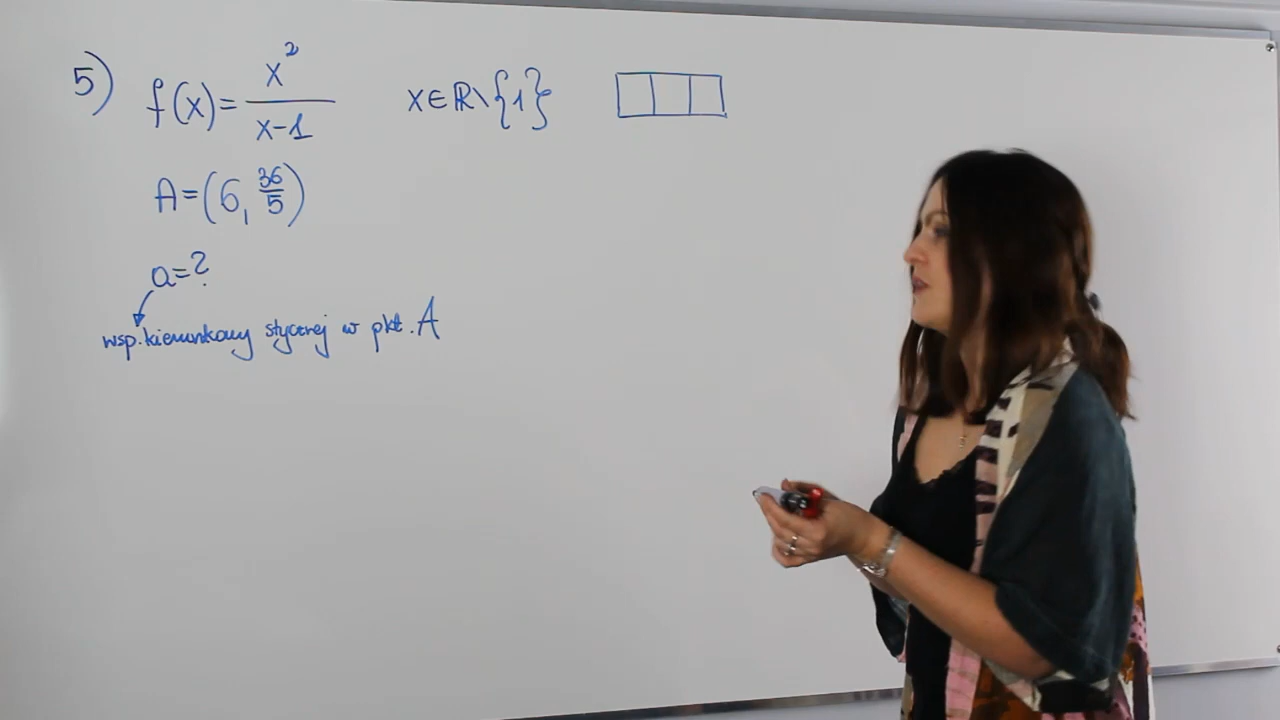 5) f(x)= x²/(x-1) x∈ℝ\{1}
A=(6, 36/5)
a=?
wsp. kierunkowy stycznej w pkt. A